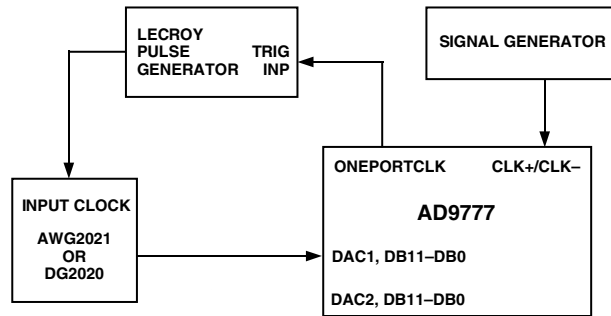 LECROY
PULSE TRIG
GENERATOR INP
SIGNAL GENERATOR
ONEPORTCLK CLK+/CLK–
AD9777
INPUT CLOCK
AWG2021
OR
DG2020
DAC1, DB11–DB0
DAC2, DB11–DB0